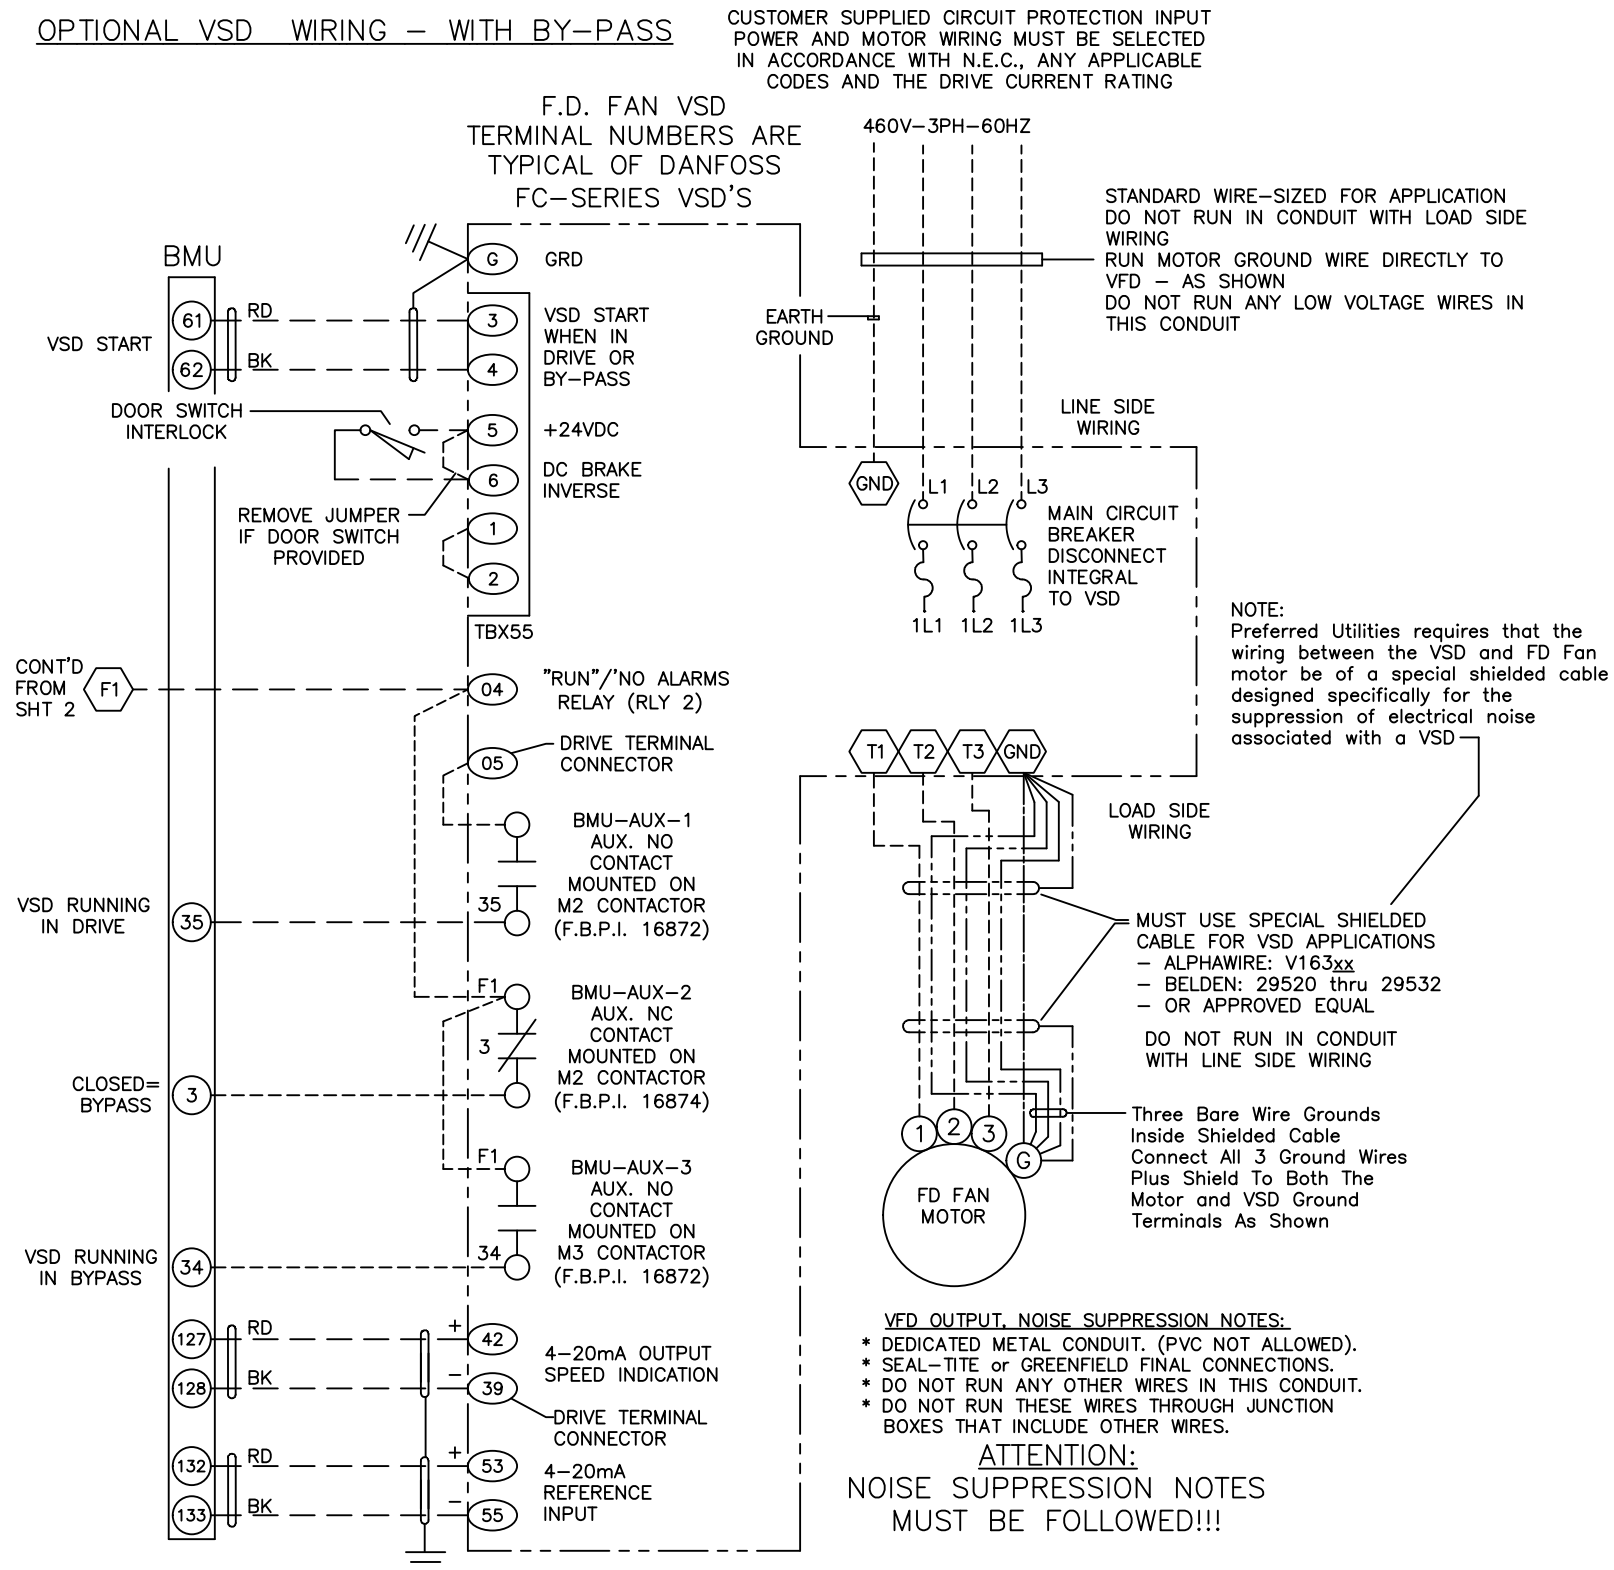 OPTIONAL VSD WIRING - WITH BY-PASS
CUSTOMER SUPPLIED CIRCUIT PROTECTION INPUT
POWER AND MOTOR WIRING MUST BE SELECTED
IN ACCORDANCE WITH N.E.C., ANY APPLICABLE
CODES AND THE DRIVE CURRENT RATING
F.D. FAN VSD
TERMINAL NUMBERS ARE
TYPICAL OF DANFOSS
FC-SERIES VSD'S
460V-3PH-60HZ
STANDARD WIRE-SIZED FOR APPLICATION
DO NOT RUN IN CONDUIT WITH LOAD SIDE
WIRING
RUN MOTOR GROUND WIRE DIRECTLY TO
VFD - AS SHOWN
DO NOT RUN ANY LOW VOLTAGE WIRES IN
THIS CONDUIT
EARTH
GROUND
LINE SIDE
WIRING
GND
L1
L2
L3
MAIN CIRCUIT
BREAKER
DISCONNECT
INTEGRAL
TO VSD
1L1
1L2
1L3
BMU
G
GRD
VSD START
61
RD
3
62
BK
4
VSD START
WHEN IN
DRIVE OR
BY-PASS
DOOR SWITCH
INTERLOCK
5
+24VDC
6
DC BRAKE
INVERSE
REMOVE JUMPER
IF DOOR SWITCH
PROVIDED
1
2
TBX55
CONT'D
FROM
SHT 2
F1
04
"RUN"/'NO ALARMS
RELAY (RLY 2)
05
DRIVE TERMINAL
CONNECTOR
BMU-AUX-1
AUX. NO
CONTACT
MOUNTED ON
M2 CONTACTOR
(F.B.P.I. 16872)
VSD RUNNING
IN DRIVE
35
35
F1
BMU-AUX-2
AUX. NC
CONTACT
MOUNTED ON
M2 CONTACTOR
(F.B.P.I. 16874)
3
CLOSED=
BYPASS
3
F1
BMU-AUX-3
AUX. NO
CONTACT
MOUNTED ON
M3 CONTACTOR
(F.B.P.I. 16872)
34
VSD RUNNING
IN BYPASS
34
127
RD
+
42
128
BK
-
39
4-20mA OUTPUT
SPEED INDICATION
DRIVE TERMINAL
CONNECTOR
132
RD
+
53
133
BK
-
55
4-20mA
REFERENCE
INPUT
NOTE:
Preferred Utilities requires that the
wiring between the VSD and FD Fan
motor be of a special shielded cable
designed specifically for the
suppression of electrical noise
associated with a VSD
T1
T2
T3
GND
LOAD SIDE
WIRING
MUST USE SPECIAL SHIELDED
CABLE FOR VSD APPLICATIONS
- ALPHAWIRE: V163xx
- BELDEN: 29520 thru 29532
- OR APPROVED EQUAL
DO NOT RUN IN CONDUIT
WITH LINE SIDE WIRING
Three Bare Wire Grounds
Inside Shielded Cable
Connect All 3 Ground Wires
Plus Shield To Both The
Motor and VSD Ground
Terminals As Shown
1
2
3
G
FD FAN
MOTOR
VFD OUTPUT, NOISE SUPPRESSION NOTES:
* DEDICATED METAL CONDUIT. (PVC NOT ALLOWED).
* SEAL-TITE or GREENFIELD FINAL CONNECTIONS.
* DO NOT RUN ANY OTHER WIRES IN THIS CONDUIT.
* DO NOT RUN THESE WIRES THROUGH JUNCTION
BOXES THAT INCLUDE OTHER WIRES.
ATTENTION:
NOISE SUPPRESSION NOTES
MUST BE FOLLOWED!!!